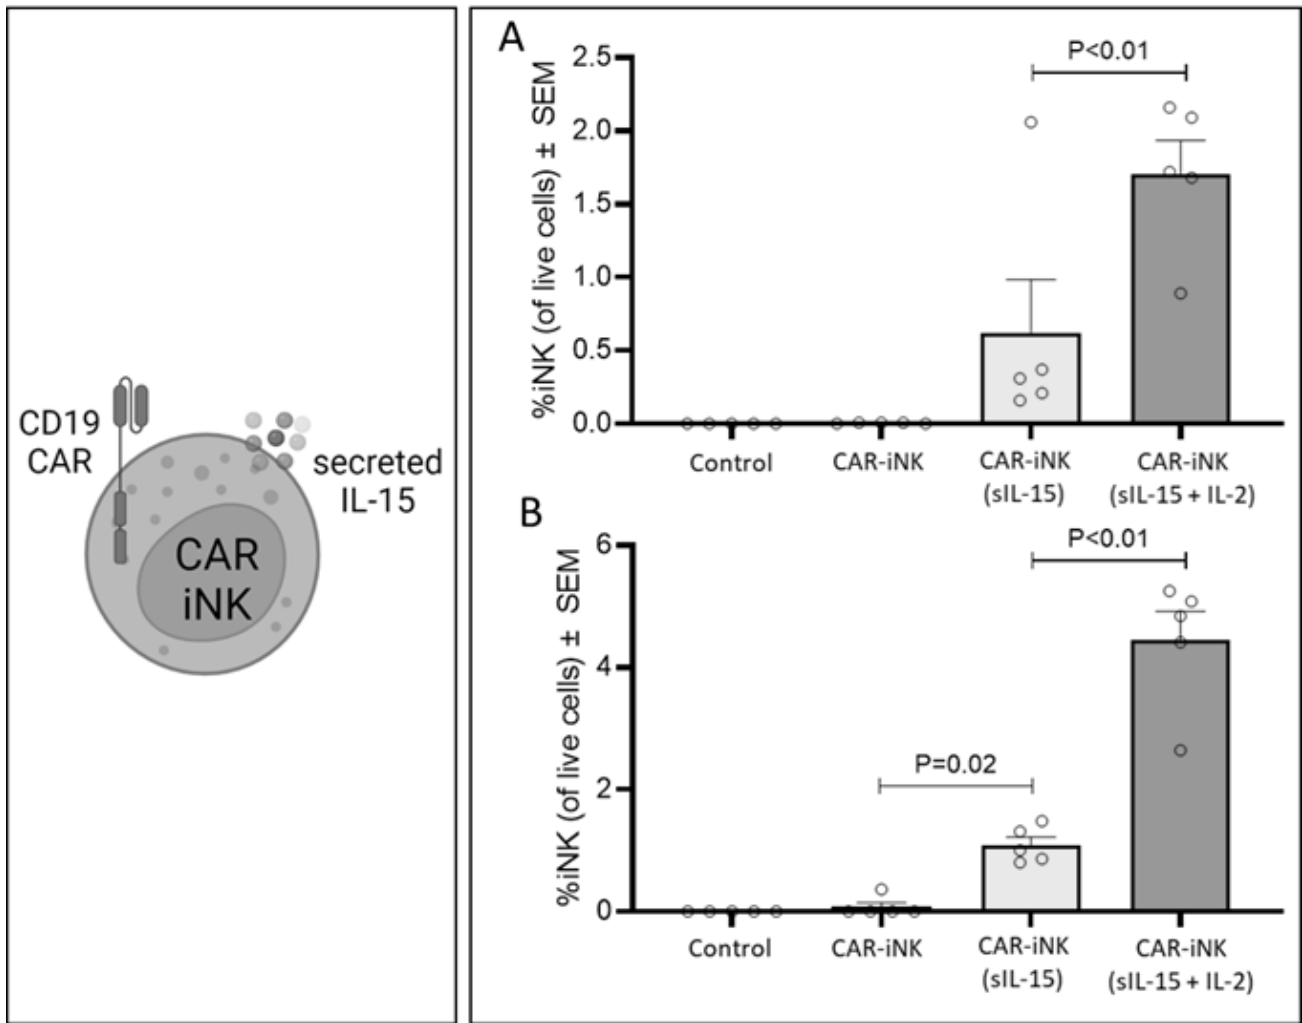 CD19
CAR
secreted
IL-15
CAR
iNK
A
%iNK (of live cells) ± SEM
2.5
2.0
1.5
1.0
0.5
0.0
P<0.01
Control
CAR-iNK
CAR-iNK
(sIL-15)
CAR-iNK
(sIL-15 + IL-2)
B
%iNK (of live cells) ± SEM
6
4
2
0
P<0.01
P=0.02
Control
CAR-iNK
CAR-iNK
(sIL-15)
CAR-iNK
(sIL-15 + IL-2)